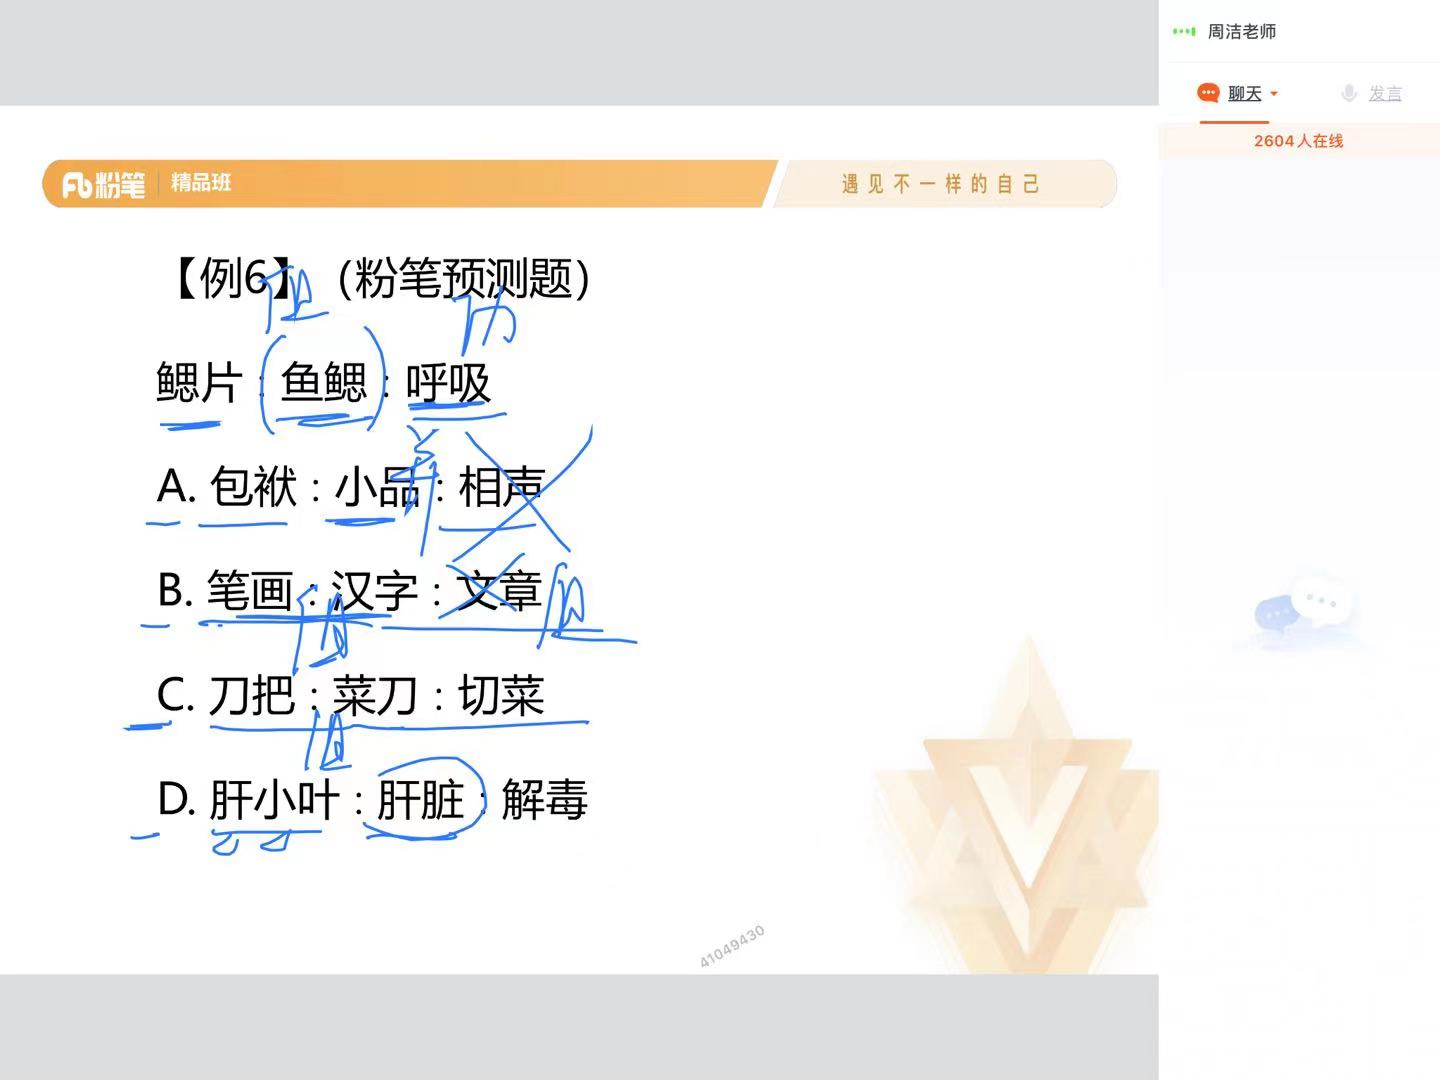 周洁老师
聊天 发言
2604人在线
粉笔 精品班 遇见不一样的自己
【例6】（粉笔预测题）
鳃片：鱼鳃：呼吸
A. 包袱：小品：相声
B. 笔画：汉字：文章
C. 刀把：菜刀：切菜
D. 肝小叶：肝脏：解毒
41049430